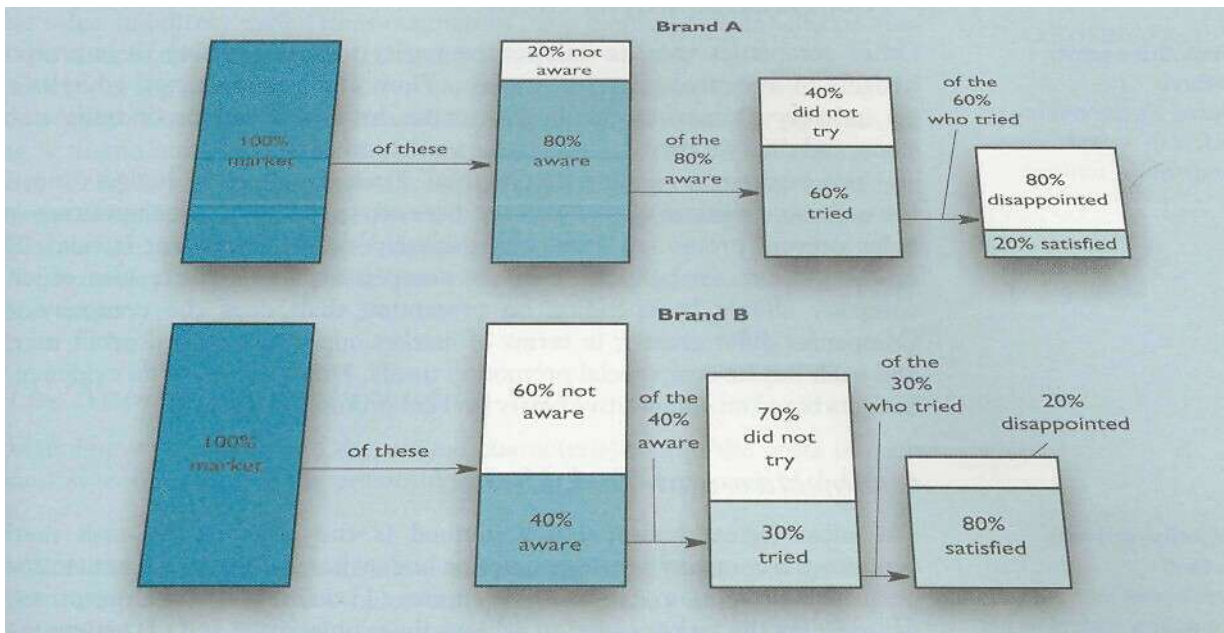 Brand A
100%
market
of these
20% not
aware
80% aware
of the
80%
aware
40%
did not
try
60%
tried
of the
60%
who tried
80%
disappointed
20% satisfied
Brand B
100%
market
of these
60% not
aware
40%
aware
of the
40%
aware
70%
did not
try
30%
tried
of the
30%
who tried
20%
disappointed
80%
satisfied